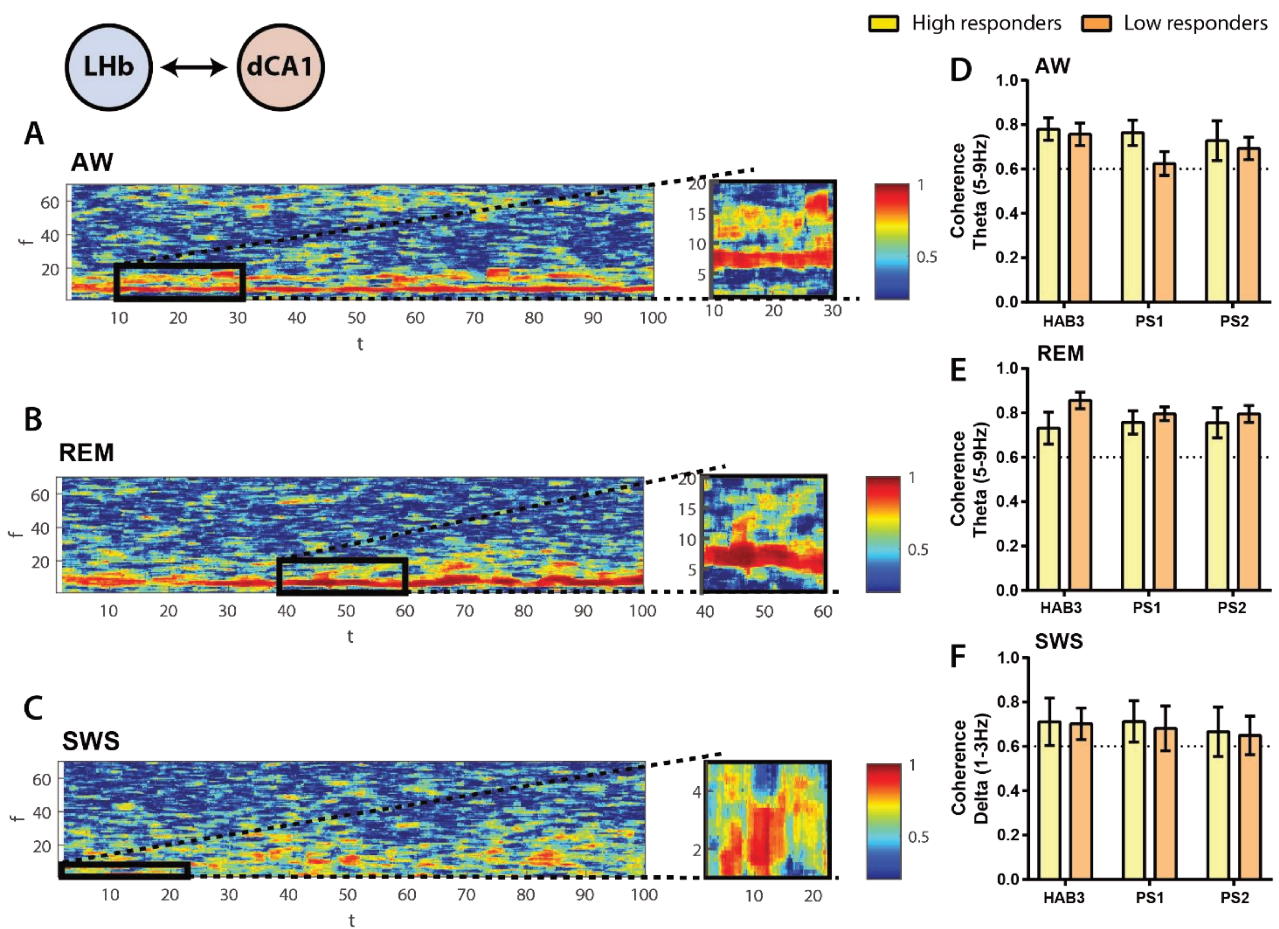 High responders Low responders
LHb dCA1
A
AW
60
40
20
f
10 20 30 40 50 60 70 80 90 100
t
20
15
10
5
10 20 30
1
0.5
B
REM
60
40
20
f
10 20 30 40 50 60 70 80 90 100
t
20
15
10
5
40 50 60
1
0.5
C
SWS
60
40
20
f
10 20 30 40 50 60 70 80 90 100
t
4
2
10 20
1
0.5
D AW
Coherence
Theta (5-9Hz)
1.0
0.8
0.6
0.4
0.2
0.0
HAB3 PS1 PS2
E REM
Coherence
Theta (5-9Hz)
1.0
0.8
0.6
0.4
0.2
0.0
HAB3 PS1 PS2
F SWS
Coherence
Delta (1-3Hz)
1.0
0.8
0.6
0.4
0.2
0.0
HAB3 PS1 PS2